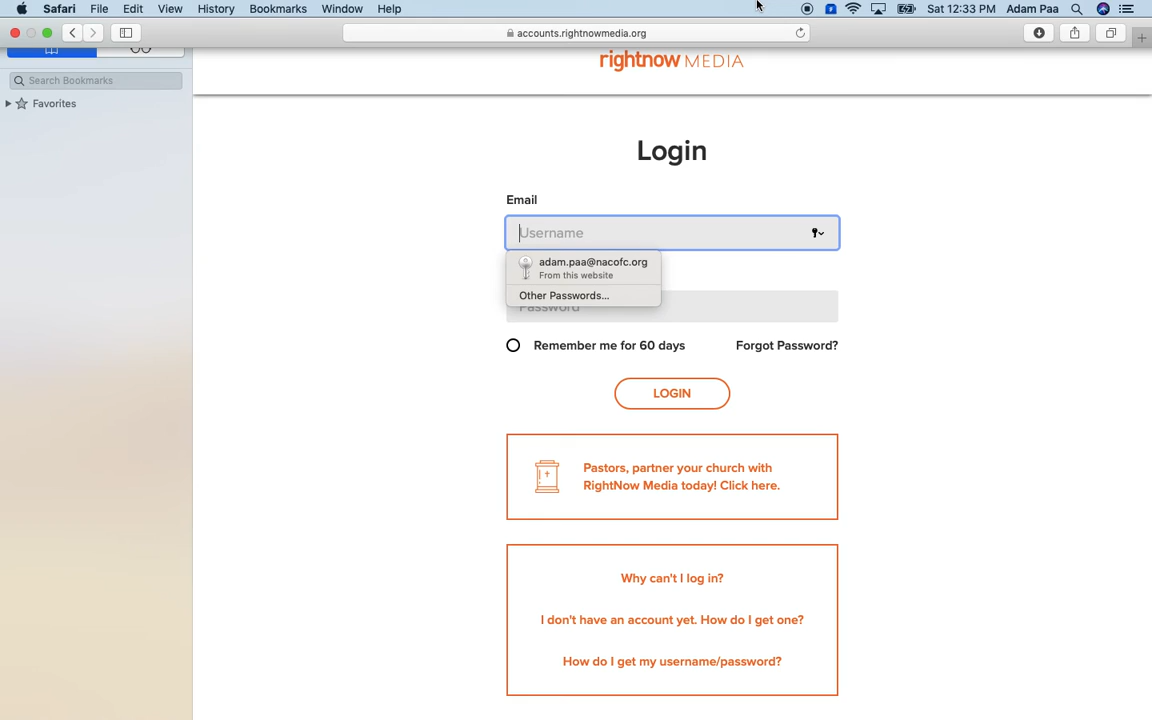 Safari File Edit View History Bookmarks Window Help Sat 12:33 PM Adam Paa
accounts.rightnowmedia.org
Search Bookmarks
Favorites
rightnow MEDIA
Login
Email
Username
adam.paa@nacofc.org
From this website
Other Passwords...
Password
Remember me for 60 days Forgot Password?
LOGIN
Pastors, partner your church with
RightNow Media today! Click here.
Why can't I log in?
I don't have an account yet. How do I get one?
How do I get my username/password?